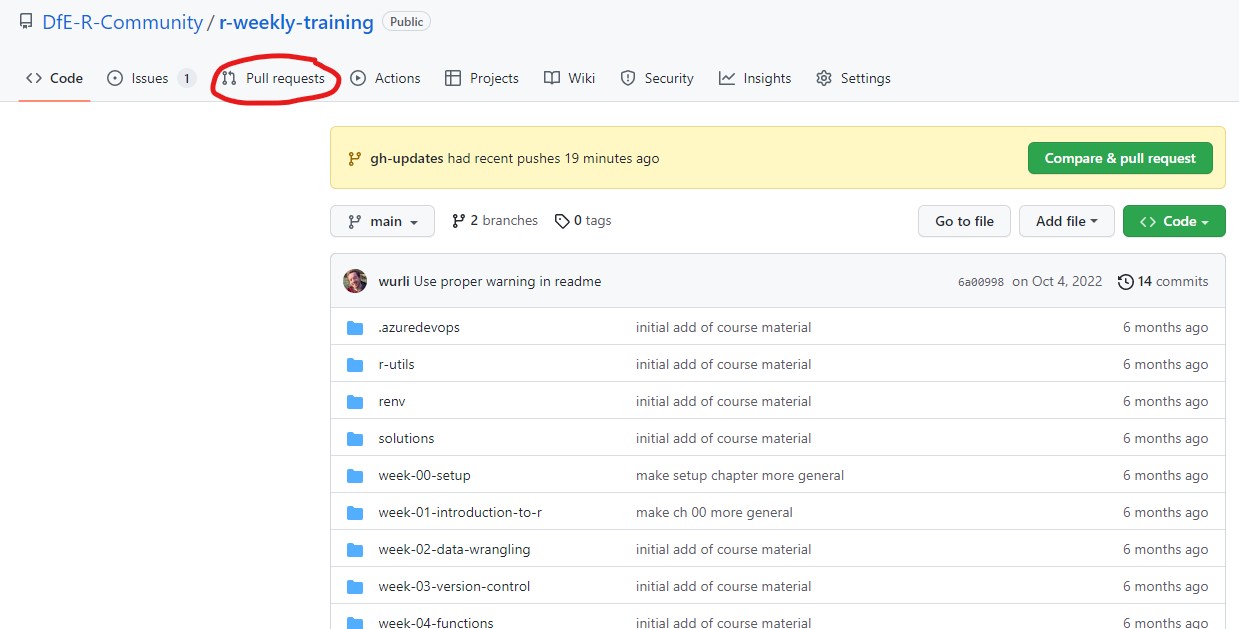 DfE-R-Community / r-weekly-training Public
<> Code Issues 1 Pull requests Actions Projects Wiki Security Insights Settings
gh-updates had recent pushes 19 minutes ago Compare & pull request
main 2 branches 0 tags Go to file Add file <> Code
wurli Use proper warning in readme 6a00998 on Oct 4, 2022 14 commits
.azuredevops initial add of course material 6 months ago
r-utils initial add of course material 6 months ago
renv initial add of course material 6 months ago
solutions initial add of course material 6 months ago
week-00-setup make setup chapter more general 6 months ago
week-01-introduction-to-r make ch 00 more general 6 months ago
week-02-data-wrangling initial add of course material 6 months ago
week-03-version-control initial add of course material 6 months ago
week-04-functions initial add of course material 6 months ago